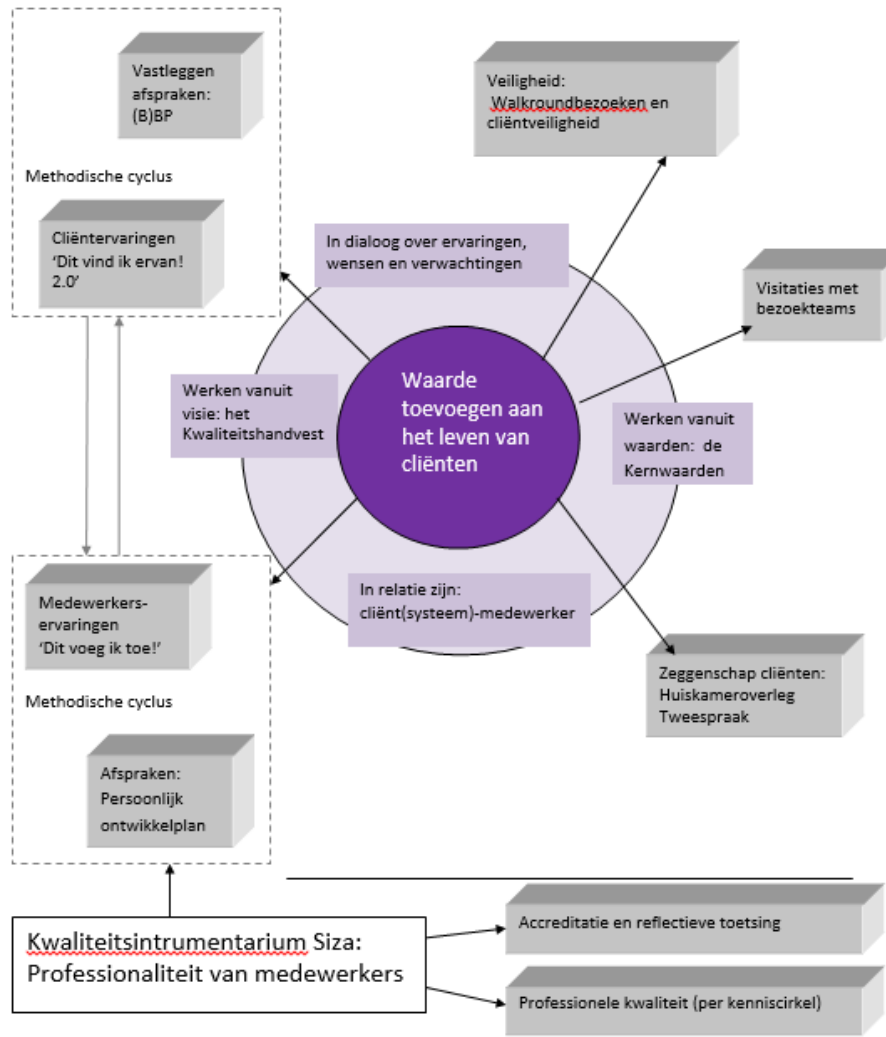 Vastleggen
afspraken:
(B)BP
Methodische cyclus
Cliëntervaringen
‘Dit vind ik ervan!
2.0’
Veiligheid:
Walkroundbezoeken en
cliëntveiligheid
In dialoog over ervaringen,
wensen en verwachtingen
Visitaties met
bezoekteams
Waarde
toevoegen aan
het leven van
cliënten
Werken vanuit
visie: het
Kwaliteitshandvest
Werken vanuit
waarden: de
Kernwaarden
In relatie zijn:
cliënt(systeem)-medewerker
Medewerkers-
ervaringen
‘Dit voeg ik toe!’
Methodische cyclus
Afspraken:
Persoonlijk
ontwikkelplan
Zeggenschap cliënten:
Huiskameroverleg
Tweespraak
Kwaliteitsintrumentarium Siza:
Professionaliteit van medewerkers
Accreditatie en reflectieve toetsing
Professionele kwaliteit (per kenniscirkel)